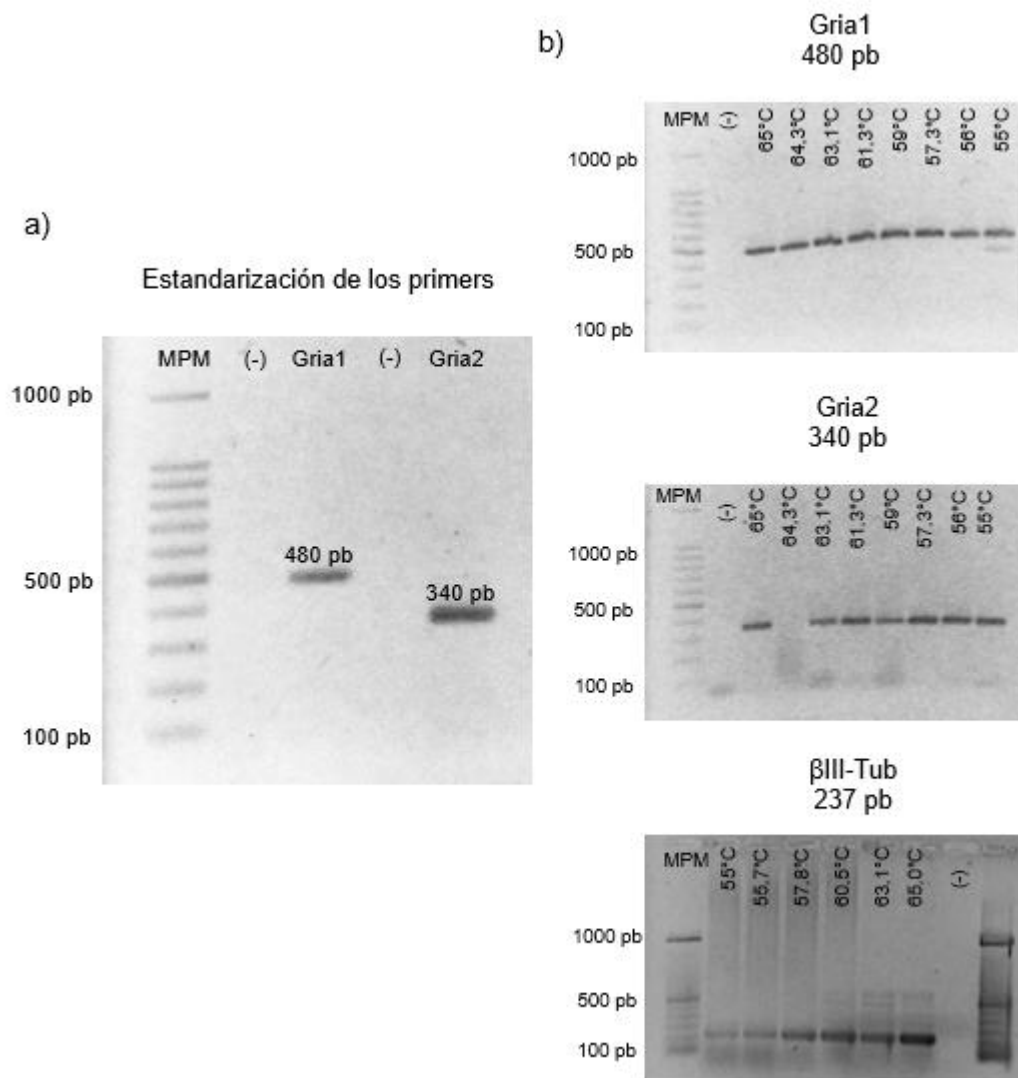 a)
Estandarización de los primers
MPM (-) Gria1 (-) Gria2
1000 pb
480 pb
500 pb
340 pb
100 pb
b)
Gria1
480 pb
MPM (-) 65°C 64,3°C 63,1°C 61,3°C 59°C 57,3°C 56°C 55°C
1000 pb
500 pb
100 pb
Gria2
340 pb
MPM (-) 65°C 64,3°C 63,1°C 61,3°C 59°C 57,3°C 56°C 55°C
1000 pb
500 pb
100 pb
βIII-Tub
237 pb
MPM 55°C 55,7°C 57,8°C 60,5°C 63,1°C 65,0°C (-)
1000 pb
500 pb
100 pb